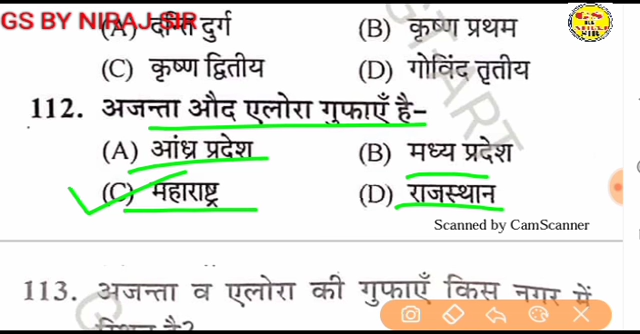 GS BY NIRAJ SIR
(A) दन्ति दुर्ग (B) कृष्ण प्रथम
(C) कृष्ण द्वितीय (D) गोविंद तृतीय
112. अजन्ता औद एलोरा गुफाएँ है–
(A) आंध्र प्रदेश (B) मध्य प्रदेश
(C) महाराष्ट्र (D) राजस्थान
Scanned by CamScanner
113. अजन्ता व एलोरा की गुफाएँ किस नगर में